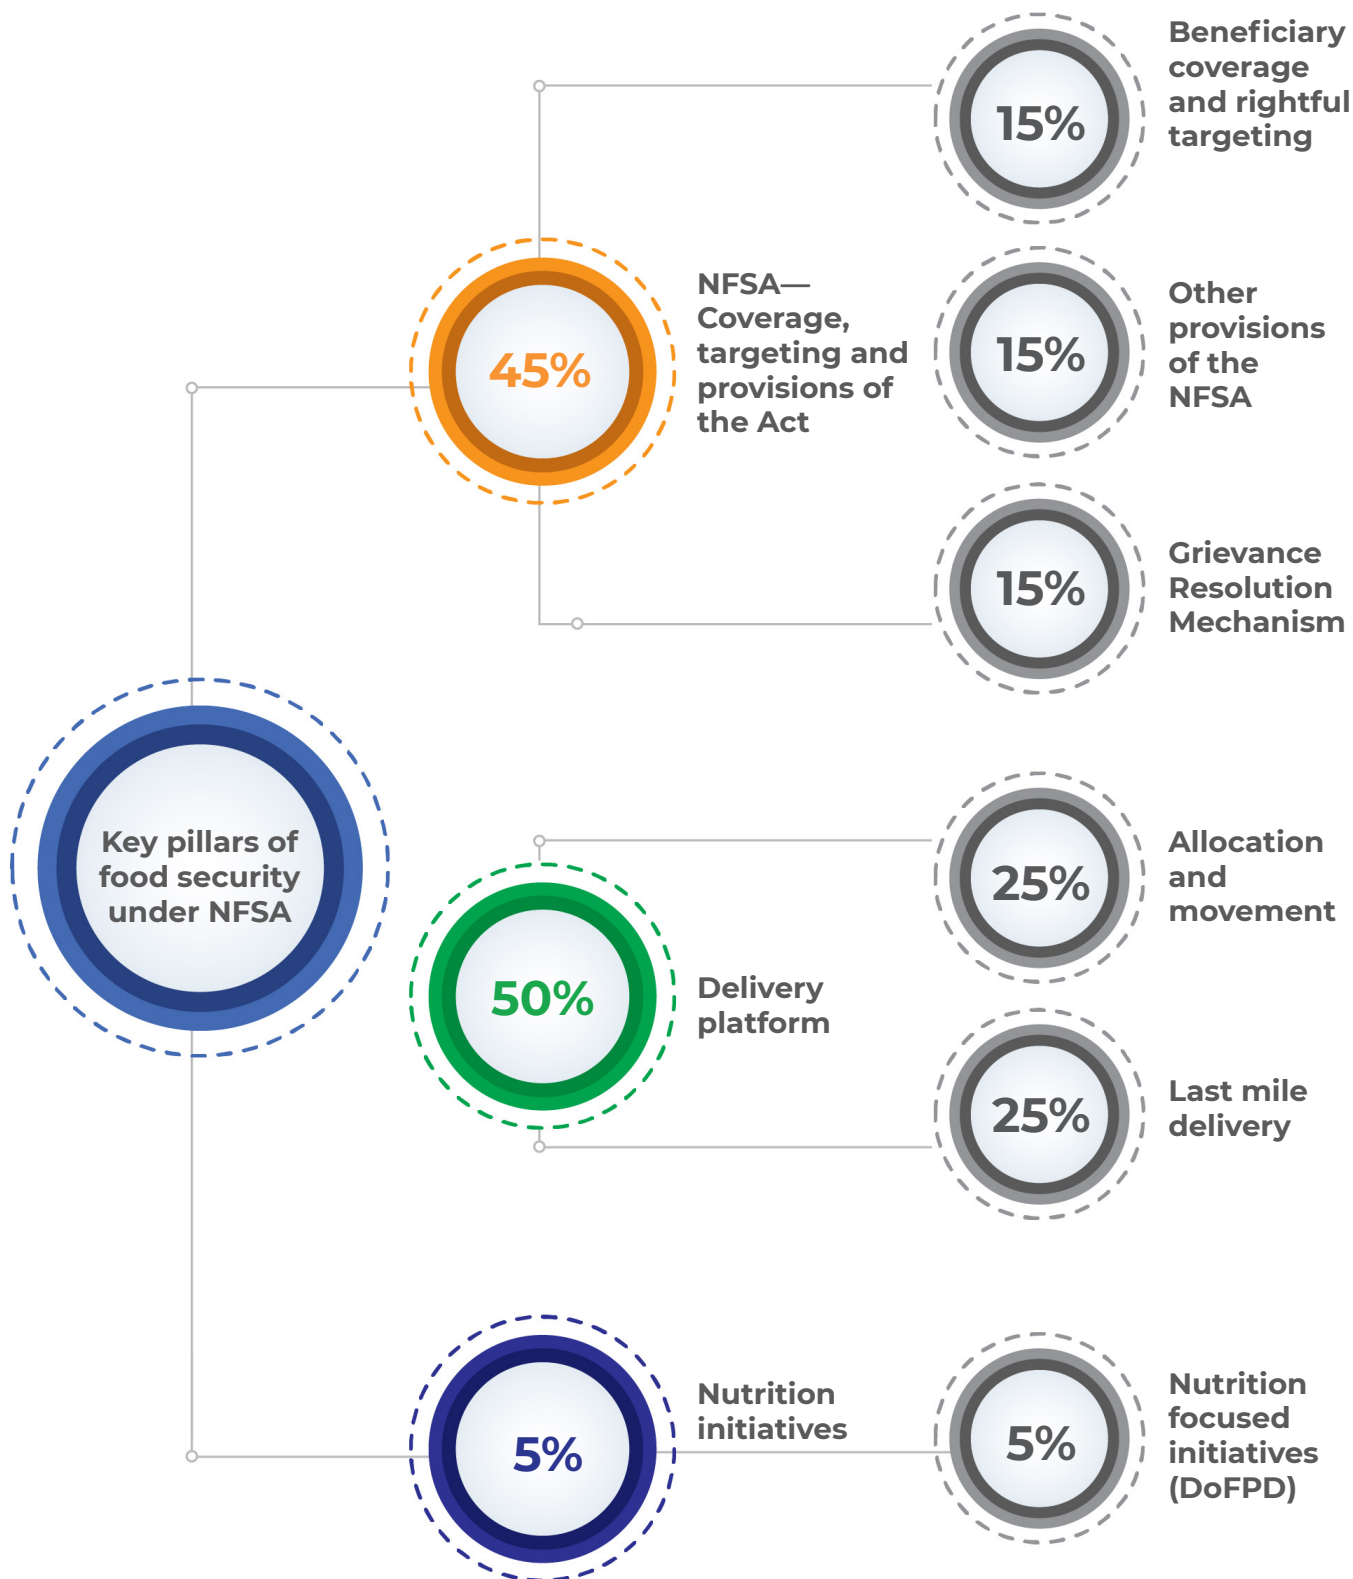 Key pillars of
food security
under NFSA
45%
NFSA—
Coverage,
targeting and
provisions of
the Act
15%
Beneficiary
coverage
and rightful
targeting
15%
Other
provisions
of the
NFSA
15%
Grievance
Resolution
Mechanism
50%
Delivery
platform
25%
Allocation
and
movement
25%
Last mile
delivery
5%
Nutrition
initiatives
5%
Nutrition
focused
initiatives
(DoFPD)